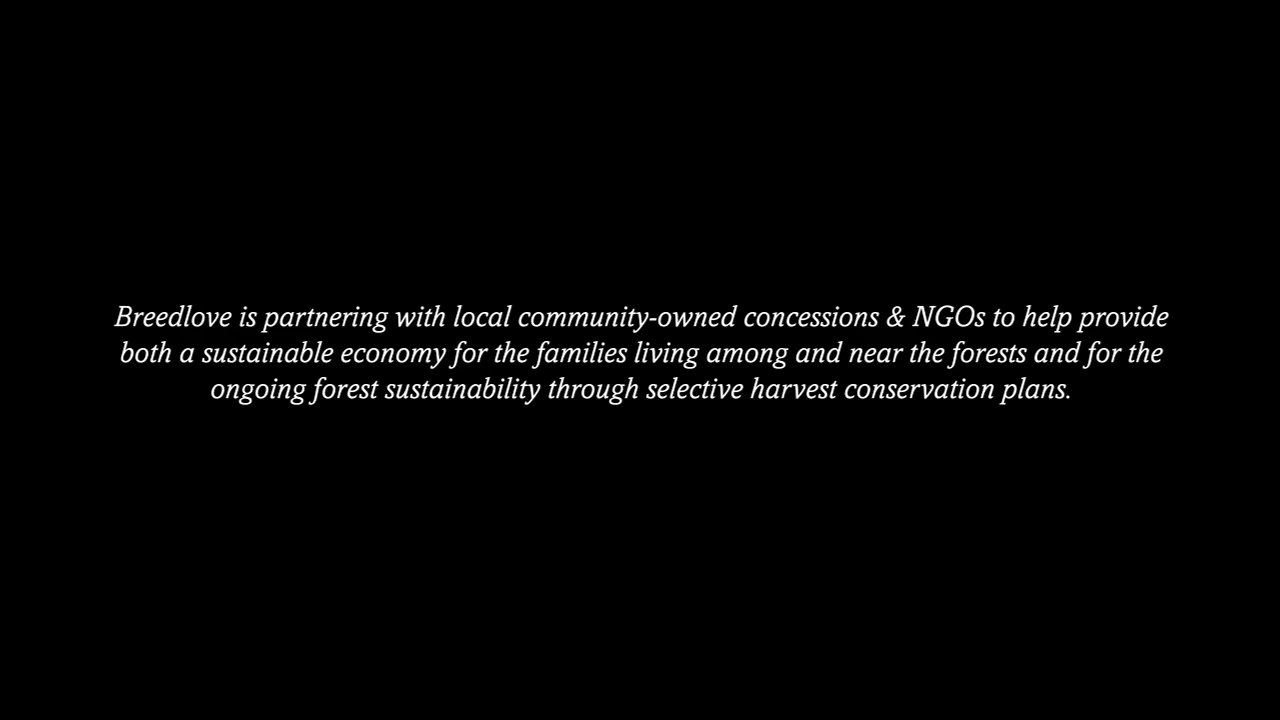 Breedlove is partnering with local community-owned concessions & NGOs to help provide
both a sustainable economy for the families living among and near the forests and for the
ongoing forest sustainability through selective harvest conservation plans.